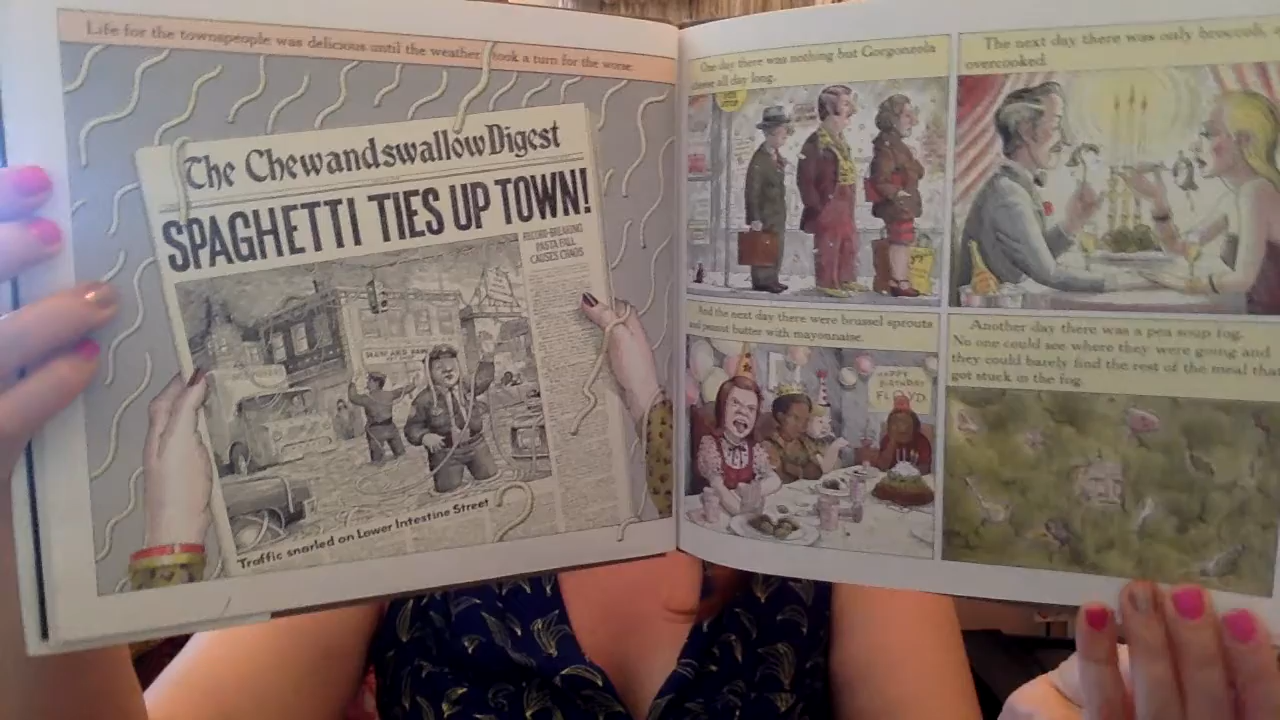 Life for the townspeople was delicious until the weather took a turn for the worse.
The Chewandswallow Digest
SPAGHETTI TIES UP TOWN!
RECORD-BREAKING
PASTA FALL
CAUSES CHAOS
Traffic snarled on Lower Intestine Street
One day there was nothing but Gorgonzola
cheese all day long.
The next day there was only broccoli, all
overcooked.
And the next day there were brussel sprouts
and peanut butter with mayonnaise.
HAPPY
BIRTHDAY
FLOYD
Another day there was a pea soup fog.
No one could see where they were going and
they could barely find the rest of the meal that
got stuck in the fog.